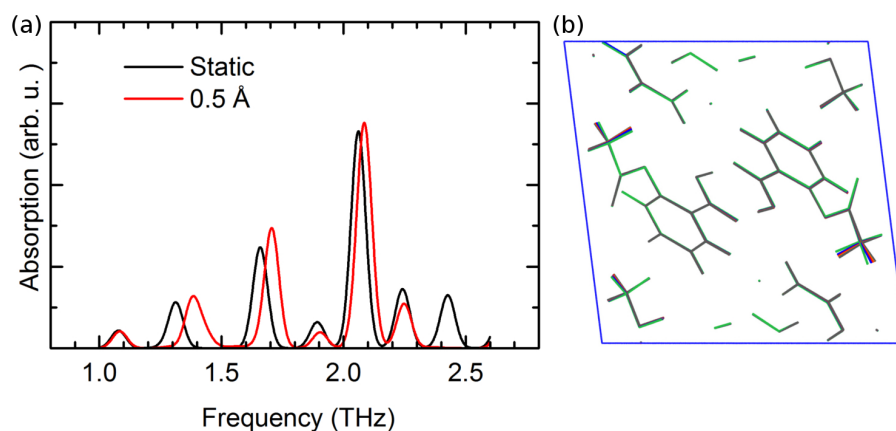 (a)
Static
0.5 Å
Absorption (arb. u. )
1.0 1.5 2.0 2.5
Frequency (THz)
(b)